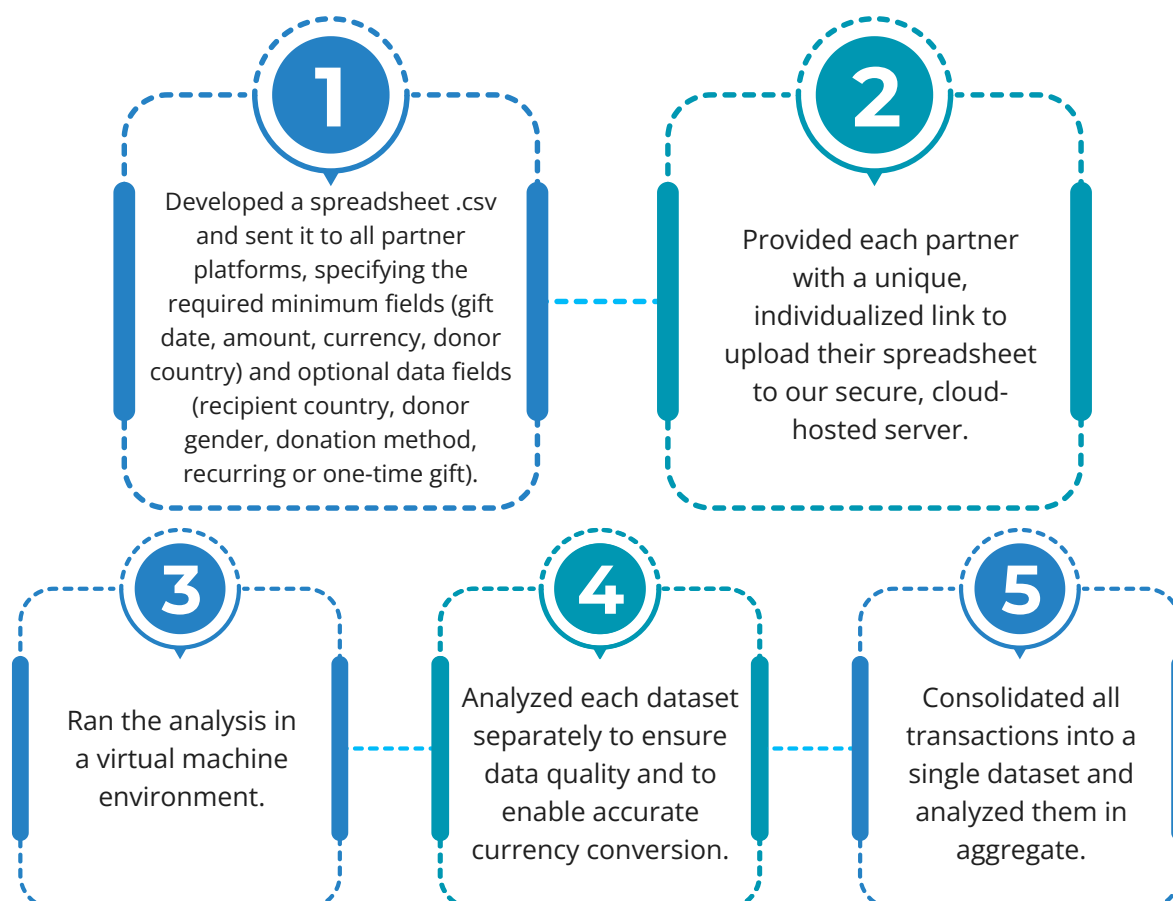 1
Developed a spreadsheet .csv
and sent it to all partner
platforms, specifying the
required minimum fields (gift
date, amount, currency, donor
country) and optional data fields
(recipient country, donor
gender, donation method,
recurring or one-time gift).
2
Provided each partner
with a unique,
individualized link to
upload their spreadsheet
to our secure, cloud-
hosted server.
3
Ran the analysis in
a virtual machine
environment.
4
Analyzed each dataset
separately to ensure
data quality and to
enable accurate
currency conversion.
5
Consolidated all
transactions into a
single dataset and
analyzed them in
aggregate.